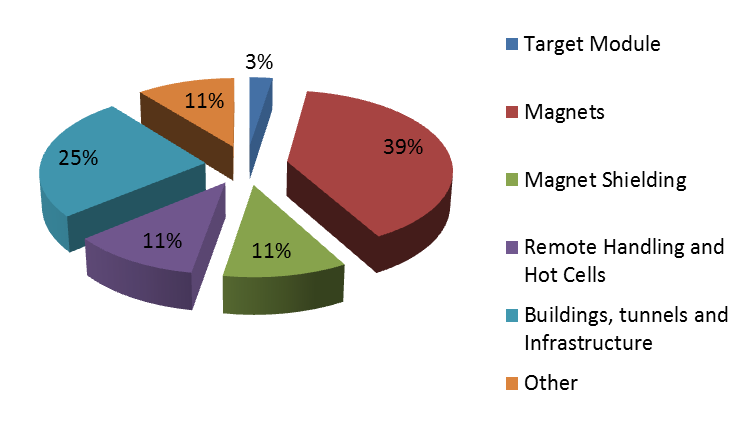 3%
39%
11%
11%
25%
11%
Target Module
Magnets
Magnet Shielding
Remote Handling and
Hot Cells
Buildings, tunnels and
Infrastructure
Other